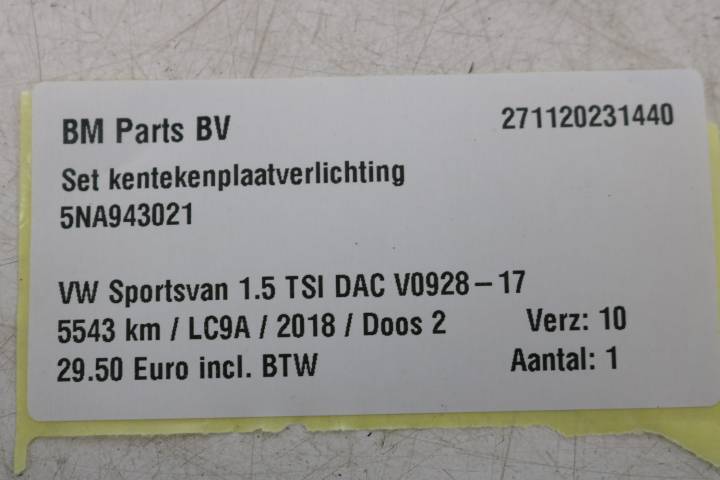 BM Parts BV 271120231440
Set kentekenplaatverlichting
5NA943021
VW Sportsvan 1.5 TSI DAC V0928-17
5543 km / LC9A / 2018 / Doos 2 Verz: 10
29.50 Euro incl. BTW Aantal: 1